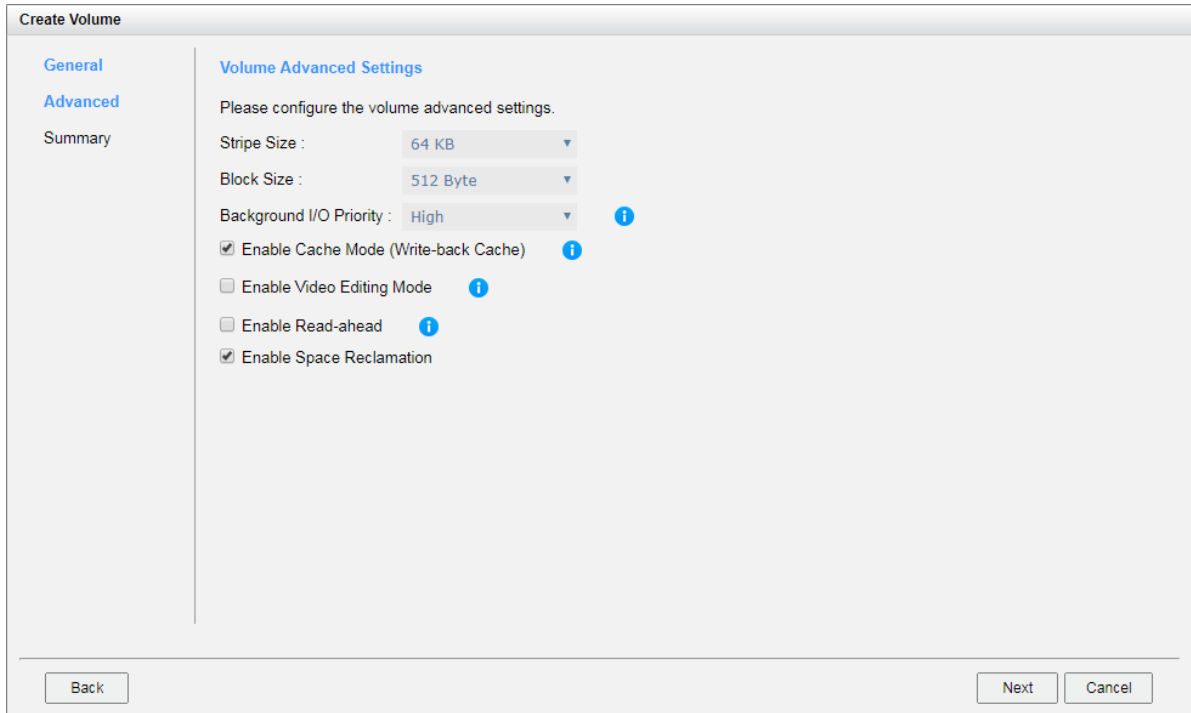 Create Volume
General
Advanced
Summary
Volume Advanced Settings
Please configure the volume advanced settings.
Stripe Size : 64 KB
Block Size : 512 Byte
Background I/O Priority : High
Enable Cache Mode (Write-back Cache)
Enable Video Editing Mode
Enable Read-ahead
Enable Space Reclamation
Back Next Cancel